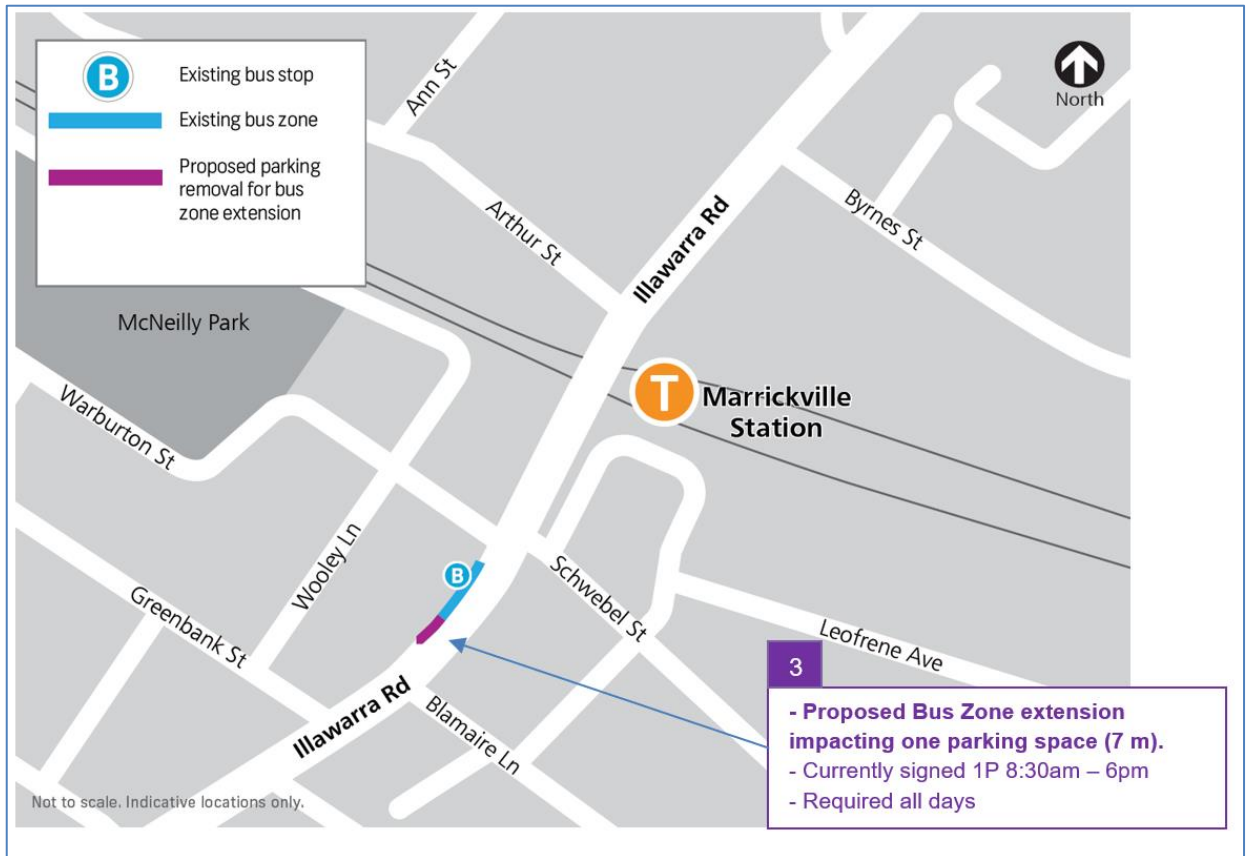 B
Existing bus stop
Existing bus zone
Proposed parking
removal for bus
zone extension
North
Ann St
Arthur St
Illawarra Rd
Byrnes St
McNeilly Park
T
Marrickville
Station
Warburton St
Wooley Ln
B
Schwebel St
Greenbank St
Leofrene Ave
Illawarra Rd
Blamaire Ln
3
- Proposed Bus Zone extension
impacting one parking space (7 m).
- Currently signed 1P 8:30am – 6pm
- Required all days
Not to scale. Indicative locations only.